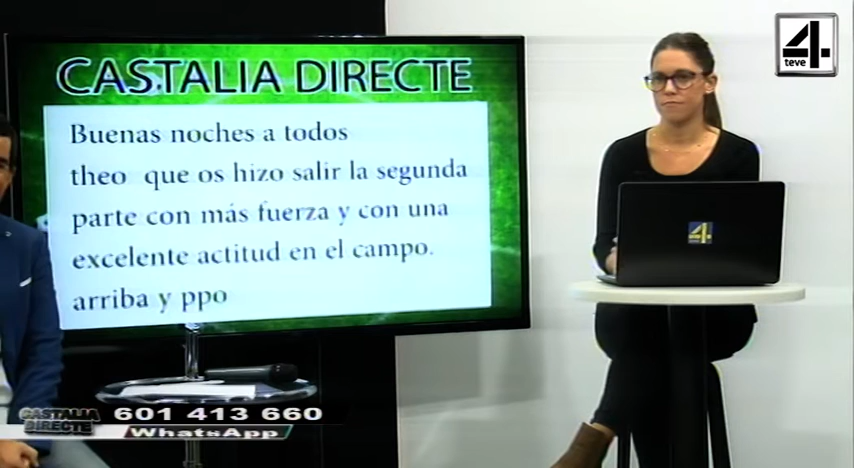 CASTALIA DIRECTE
Buenas noches a todos
theo que os hizo salir la segunda
parte con más fuerza y con una
excelente actitud en el campo.
arriba y ppo
4
teve
4
CASTALIA
DIRECTE
601 413 660
WhatsApp